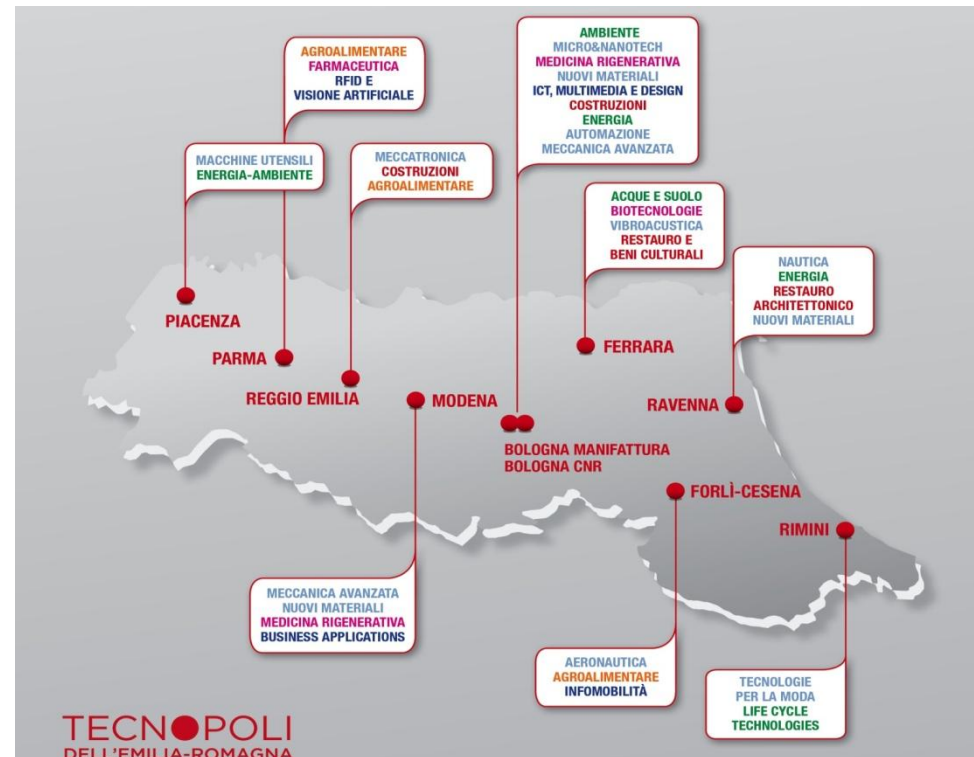 AGROALIMENTARE
FARMACEUTICA
RFID E
VISIONE ARTIFICIALE
AMBIENTE
MICRO&NANOTECH
MEDICINA RIGENERATIVA
NUOVI MATERIALI
ICT, MULTIMEDIA E DESIGN
COSTRUZIONI
ENERGIA
AUTOMAZIONE
MECCANICA AVANZATA
MACCHINE UTENSILI
ENERGIA-AMBIENTE
MECCATRONICA
COSTRUZIONI
AGROALIMENTARE
ACQUE E SUOLO
BIOTECNOLOGIE
VIBROACUSTICA
RESTAURO E
BENI CULTURALI
NAUTICA
ENERGIA
RESTAURO
ARCHITETTONICO
NUOVI MATERIALI
PIACENZA
PARMA
REGGIO EMILIA
MODENA
FERRARA
RAVENNA
BOLOGNA MANIFATTURA
BOLOGNA CNR
FORLÌ-CESENA
RIMINI
MECCANICA AVANZATA
NUOVI MATERIALI
MEDICINA RIGENERATIVA
BUSINESS APPLICATIONS
AERONAUTICA
AGROALIMENTARE
INFOMOBILITÀ
TECNOLOGIE
PER LA MODA
LIFE CYCLE
TECHNOLOGIES
TECNOPOLI
DELL'EMILIA-ROMAGNA